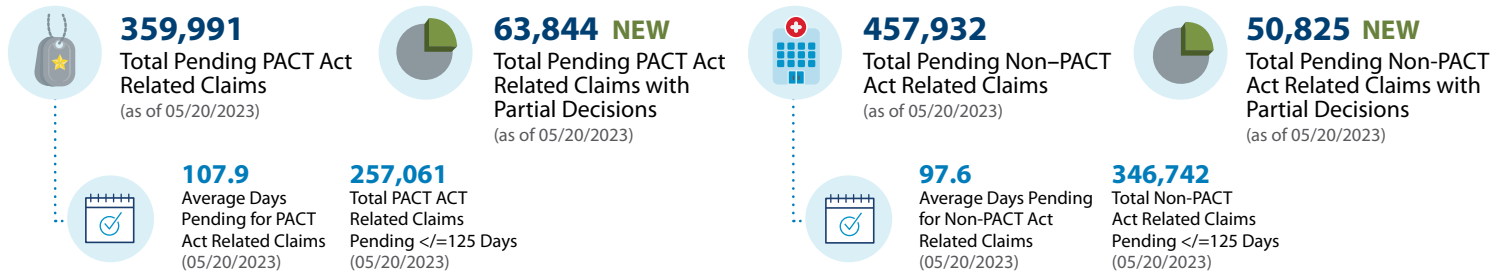 359,991
Total Pending PACT Act
Related Claims
(as of 05/20/2023)
63,844 NEW
Total Pending PACT Act
Related Claims with
Partial Decisions
(as of 05/20/2023)
457,932
Total Pending Non–PACT
Act Related Claims
(as of 05/20/2023)
50,825 NEW
Total Pending Non-PACT
Act Related Claims with
Partial Decisions
(as of 05/20/2023)
107.9
Average Days
Pending for PACT
Act Related Claims
(05/20/2023)
257,061
Total PACT ACT
Related Claims
Pending </=125 Days
(05/20/2023)
97.6
Average Days Pending
for Non-PACT Act
Related Claims
(05/20/2023)
346,742
Total Non-PACT
Act Related Claims
Pending </=125 Days
(05/20/2023)